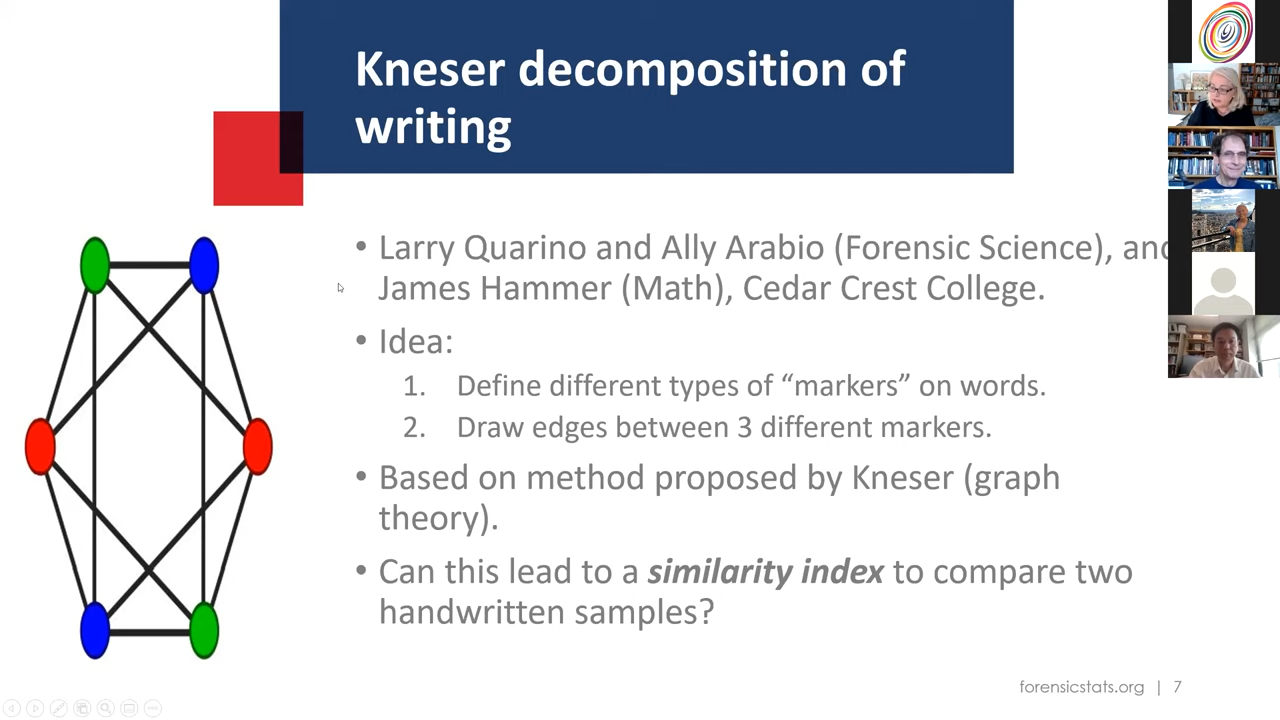 Kneser decomposition of
writing
• Larry Quarino and Ally Arabio (Forensic Science), and
James Hammer (Math), Cedar Crest College.
• Idea:
1. Define different types of “markers” on words.
2. Draw edges between 3 different markers.
• Based on method proposed by Kneser (graph
theory).
• Can this lead to a similarity index to compare two
handwritten samples?
forensicstats.org | 7